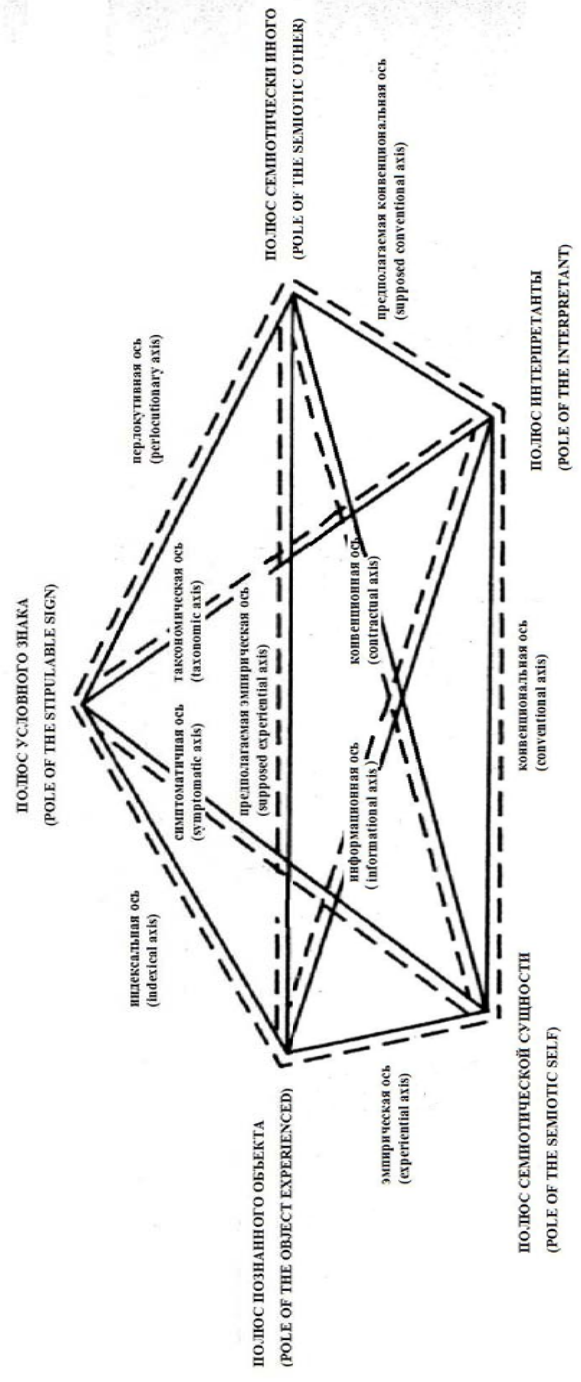 ПОЛЮС УСЛОВНОГО ЗНАКА
(POLE OF THE STIPULABLE SIGN)
индексальная ось
(indexical axis)
перлокутивная ось
(perlocutionary axis)
симптоматичная ось
(symptomatic axis)
таксономическая ось
(taxonomic axis)
предполагаемая эмпирическая ось
(supposed experiential axis)
ПОЛЮС ПОЗНАННОГО ОБЪЕКТА
(POLE OF THE OBJECT EXPERIENCED)
ПОЛЮС СЕМИОТИЧЕСКИ ИНОГО
(POLE OF THE SEMIOTIC OTHER)
информационная ось
(informational axis)
конвенционная ось
(contractual axis)
эмпирическая ось
(experiential axis)
предполагаемая конвенциональная ось
(supposed conventional axis)
ПОЛЮС СЕМИОТИЧЕСКОЙ СУЩНОСТИ
(POLE OF THE SEMIOTIC SELF)
конвенциональная ось
(conventional axis)
ПОЛЮС ИНТЕРПРЕТАНТЫ
(POLE OF THE INTERPRETANT)